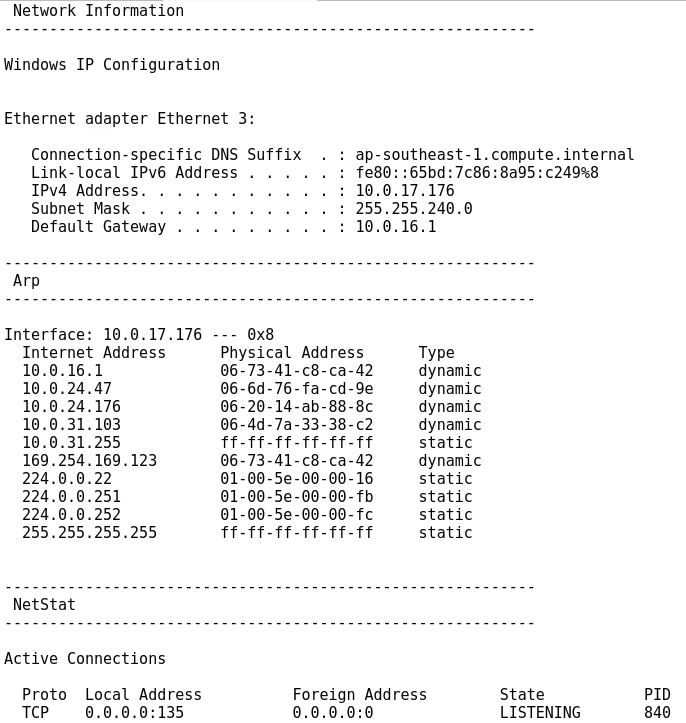 Network Information
-----------------------------------------------------------
Windows IP Configuration
Ethernet adapter Ethernet 3:
   Connection-specific DNS Suffix  . : ap-southeast-1.compute.internal
   Link-local IPv6 Address . . . . . : fe80::65bd:7c86:8a95:c249%8
   IPv4 Address. . . . . . . . . . . : 10.0.17.176
   Subnet Mask . . . . . . . . . . . : 255.255.240.0
   Default Gateway . . . . . . . . . : 10.0.16.1
-----------------------------------------------------------
 Arp
-----------------------------------------------------------
Interface: 10.0.17.176 --- 0x8
  Internet Address      Physical Address      Type
  10.0.16.1             06-73-41-c8-ca-42     dynamic
  10.0.24.47            06-6d-76-fa-cd-9e     dynamic
  10.0.24.176           06-20-14-ab-88-8c     dynamic
  10.0.31.103           06-4d-7a-33-38-c2     dynamic
  10.0.31.255           ff-ff-ff-ff-ff-ff     static
  169.254.169.123       06-73-41-c8-ca-42     dynamic
  224.0.0.22            01-00-5e-00-00-16     static
  224.0.0.251           01-00-5e-00-00-fb     static
  224.0.0.252           01-00-5e-00-00-fc     static
  255.255.255.255       ff-ff-ff-ff-ff-ff     static
-----------------------------------------------------------
 NetStat
-----------------------------------------------------------
Active Connections
  Proto  Local Address          Foreign Address        State           PID
  TCP    0.0.0.0:135            0.0.0.0:0              LISTENING       840